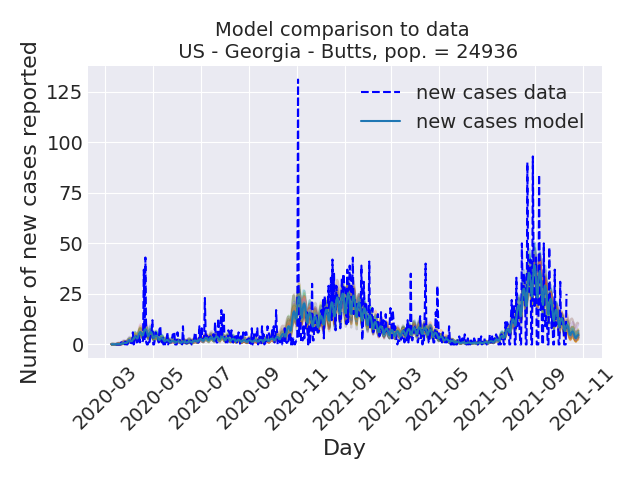 Model comparison to data
US - Georgia - Butts, pop. = 24936
Number of new cases reported
125
100
75
50
25
0
new cases data
new cases model
2020-03
2020-05
2020-07
2020-09
2020-11
2021-01
2021-03
2021-05
2021-07
2021-09
2021-11
Day